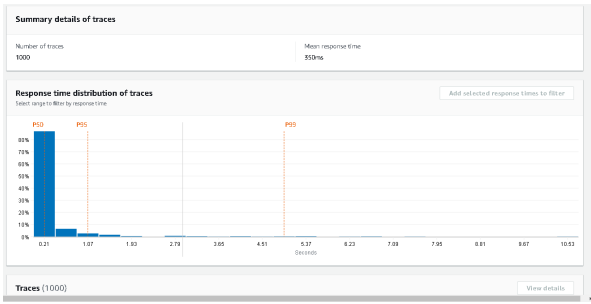 Summary details of traces
Number of traces
Mean response time
1000
350ms
Response time distribution of traces
Add selected response times to filter
Select range to filter by response time
P50 P95 P99
80%
70%
60%
50%
40%
30%
20%
10%
0%
0.21 1.07 1.93 2.79 3.65 4.51 5.37 6.23 7.09 7.95 8.81 9.67 10.53
Seconds
Traces (1000)
View details